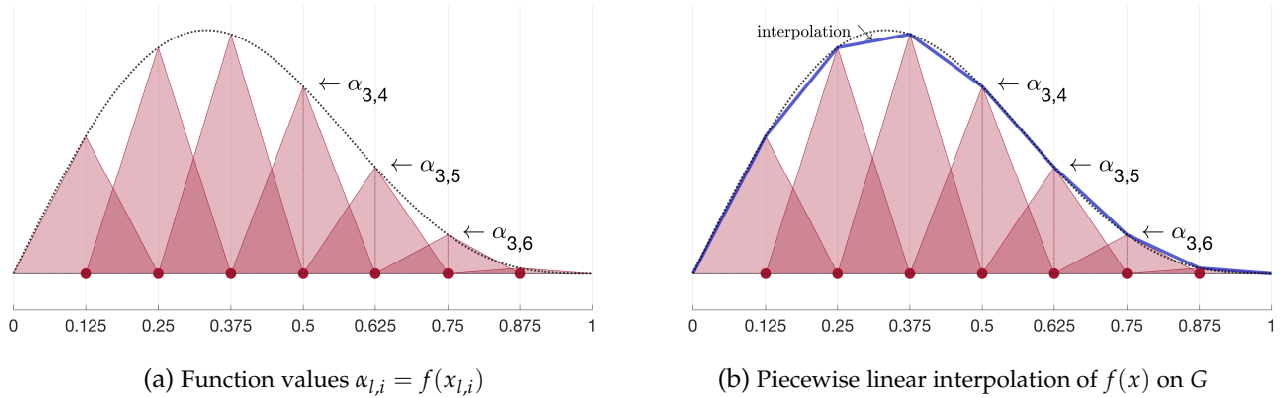 interpolation
← α3,4
← α3,4
← α3,5
← α3,5
← α3,6
← α3,6
0 0.125 0.25 0.375 0.5 0.625 0.75 0.875 1
0 0.125 0.25 0.375 0.5 0.625 0.75 0.875 1
(a) Function values αl,i = f(xl,i)
(b) Piecewise linear interpolation of f(x) on G